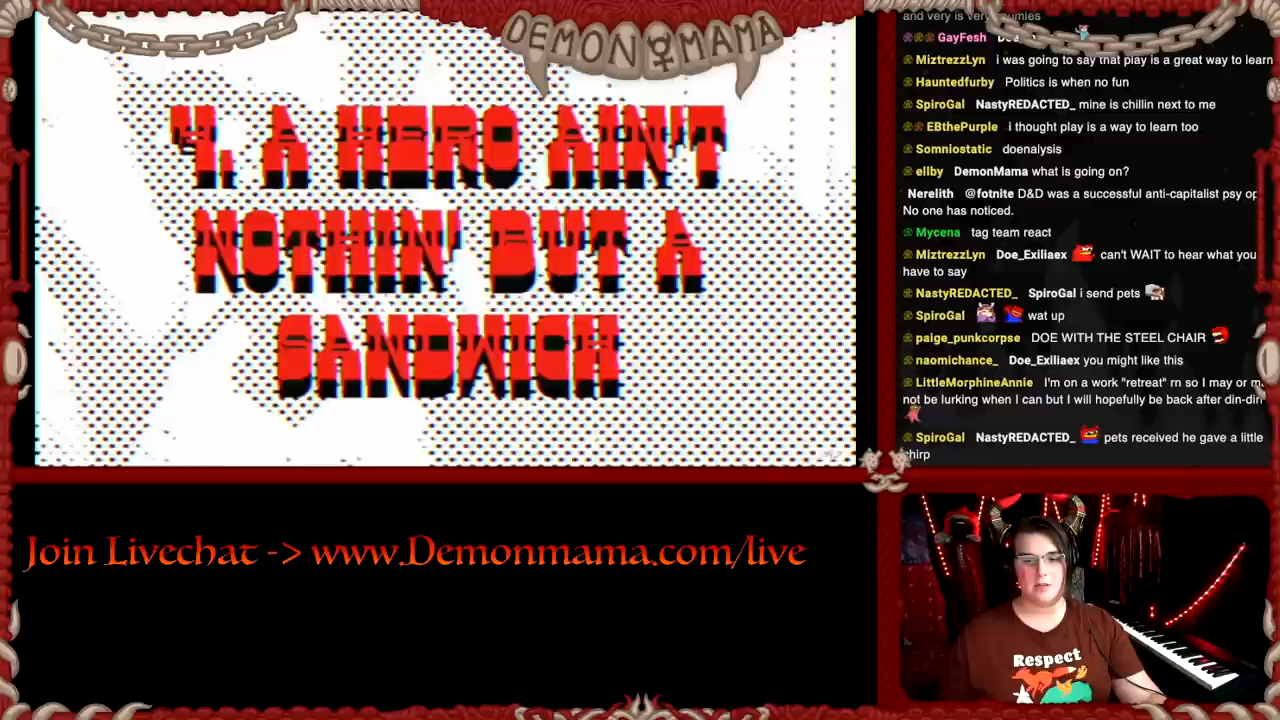 DEMON MAMA
4. A HERO AIN'T
NOTHIN' BUT A
SANDWICH
Join Livechat -> www.Demonmama.com/live
and very is very
GayFesh
MiztrezzLyn i was going to say that play is a great way to learn
Hauntedfurby Politics is when no fun
SpiroGal NastyREDACTED_ mine is chillin next to me
EBthePurple i thought play is a way to learn too
Somniostatic doenalysis
ellby DemonMama what is going on?
Nerelith @fotnite D&D was a successful anti-capitalist psy op
No one has noticed.
Mycena tag team react
MiztrezzLyn Doe_Exiliaex can't WAIT to hear what you
have to say
NastyREDACTED_ SpiroGal i send pets
SpiroGal wat up
paige_punkcorpse DOE WITH THE STEEL CHAIR
naomichance_ Doe_Exiliaex you might like this
LittleMorphineAnnie I'm on a work "retreat" rn so I may or
not be lurking when I can but I will hopefully be back after din-din
SpiroGal NastyREDACTED_ pets received he gave a little
chirp
Respect